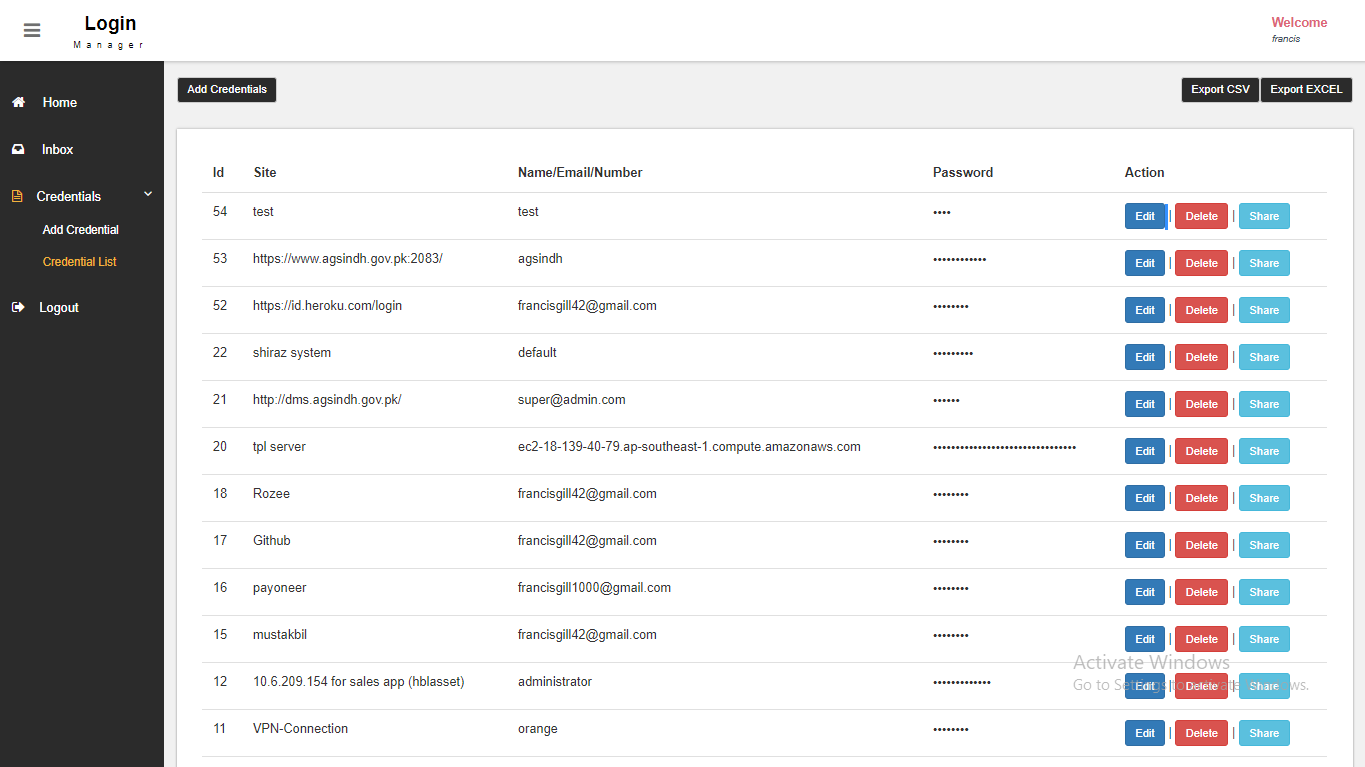 Login
Manager
Welcome
francis
Home
Inbox
Credentials
Add Credential
Credential List
Logout
Add Credentials
Export CSV Export EXCEL
Id Site Name/Email/Number Password Action
54 test test •••• Edit | Delete | Share
53 https://www.agsindh.gov.pk:2083/ agsindh •••••••••••• Edit | Delete | Share
52 https://id.heroku.com/login francisgill42@gmail.com •••••••• Edit | Delete | Share
22 shiraz system default ••••••••• Edit | Delete | Share
21 http://dms.agsindh.gov.pk/ super@admin.com •••••• Edit | Delete | Share
20 tpl server ec2-18-139-40-79.ap-southeast-1.compute.amazonaws.com •••••••••••••••••••••••••••••••• Edit | Delete | Share
18 Rozee francisgill42@gmail.com •••••••• Edit | Delete | Share
17 Github francisgill42@gmail.com •••••••• Edit | Delete | Share
16 payoneer francisgill1000@gmail.com •••••••• Edit | Delete | Share
15 mustakbil francisgill42@gmail.com •••••••• Edit | Delete | Share
Activate Windows
12 10.6.209.154 for sales app (hblasset) administrator ••••••••••••• Edit | Delete | Share
Go to Settings to activate Windows.
11 VPN-Connection orange •••••••• Edit | Delete | Share